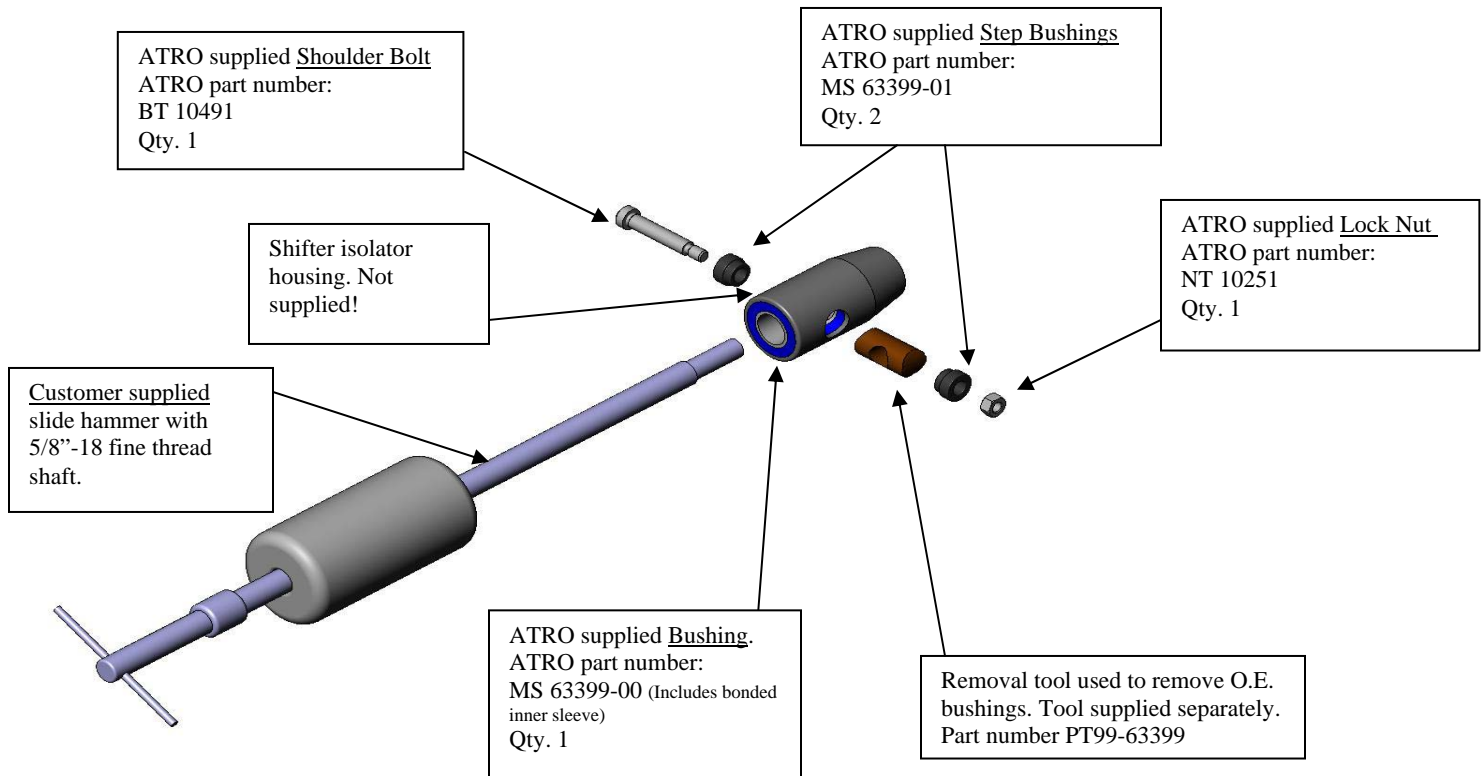 ATRO supplied Shoulder Bolt
ATRO part number:
BT 10491
Qty. 1
ATRO supplied Step Bushings
ATRO part number:
MS 63399-01
Qty. 2
ATRO supplied Lock Nut
ATRO part number:
NT 10251
Qty. 1
Shifter isolator
housing. Not
supplied!
Customer supplied
slide hammer with
5/8”-18 fine thread
shaft.
ATRO supplied Bushing.
ATRO part number:
MS 63399-00 (Includes bonded
inner sleeve)
Qty. 1
Removal tool used to remove O.E.
bushings. Tool supplied separately.
Part number PT99-63399